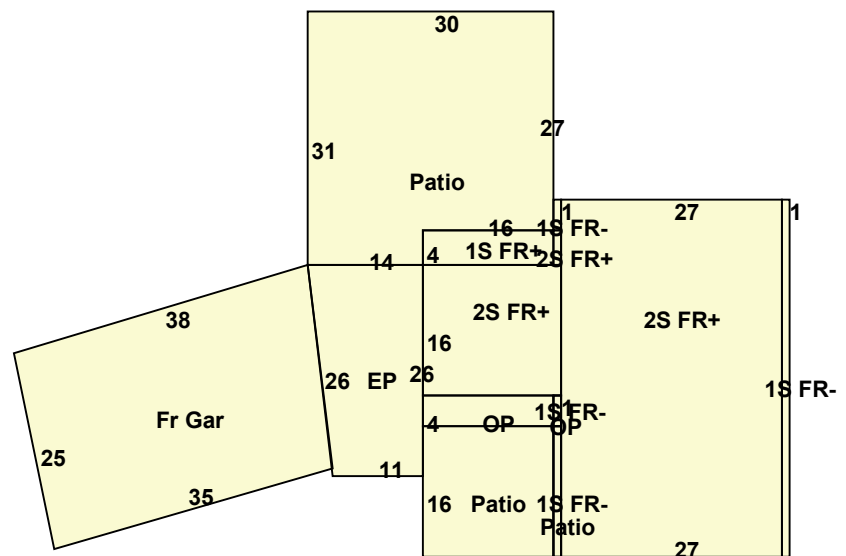 30
27
31
Patio
1
27
1
16
1S FR-
4
1S FR+
2S FR+
14
2S FR+
2S FR+
38
16
26
EP
26
1S FR-
Fr Gar
4
OP
1S FR-
1
OP
25
11
35
16
Patio
1S FR-
Patio
27